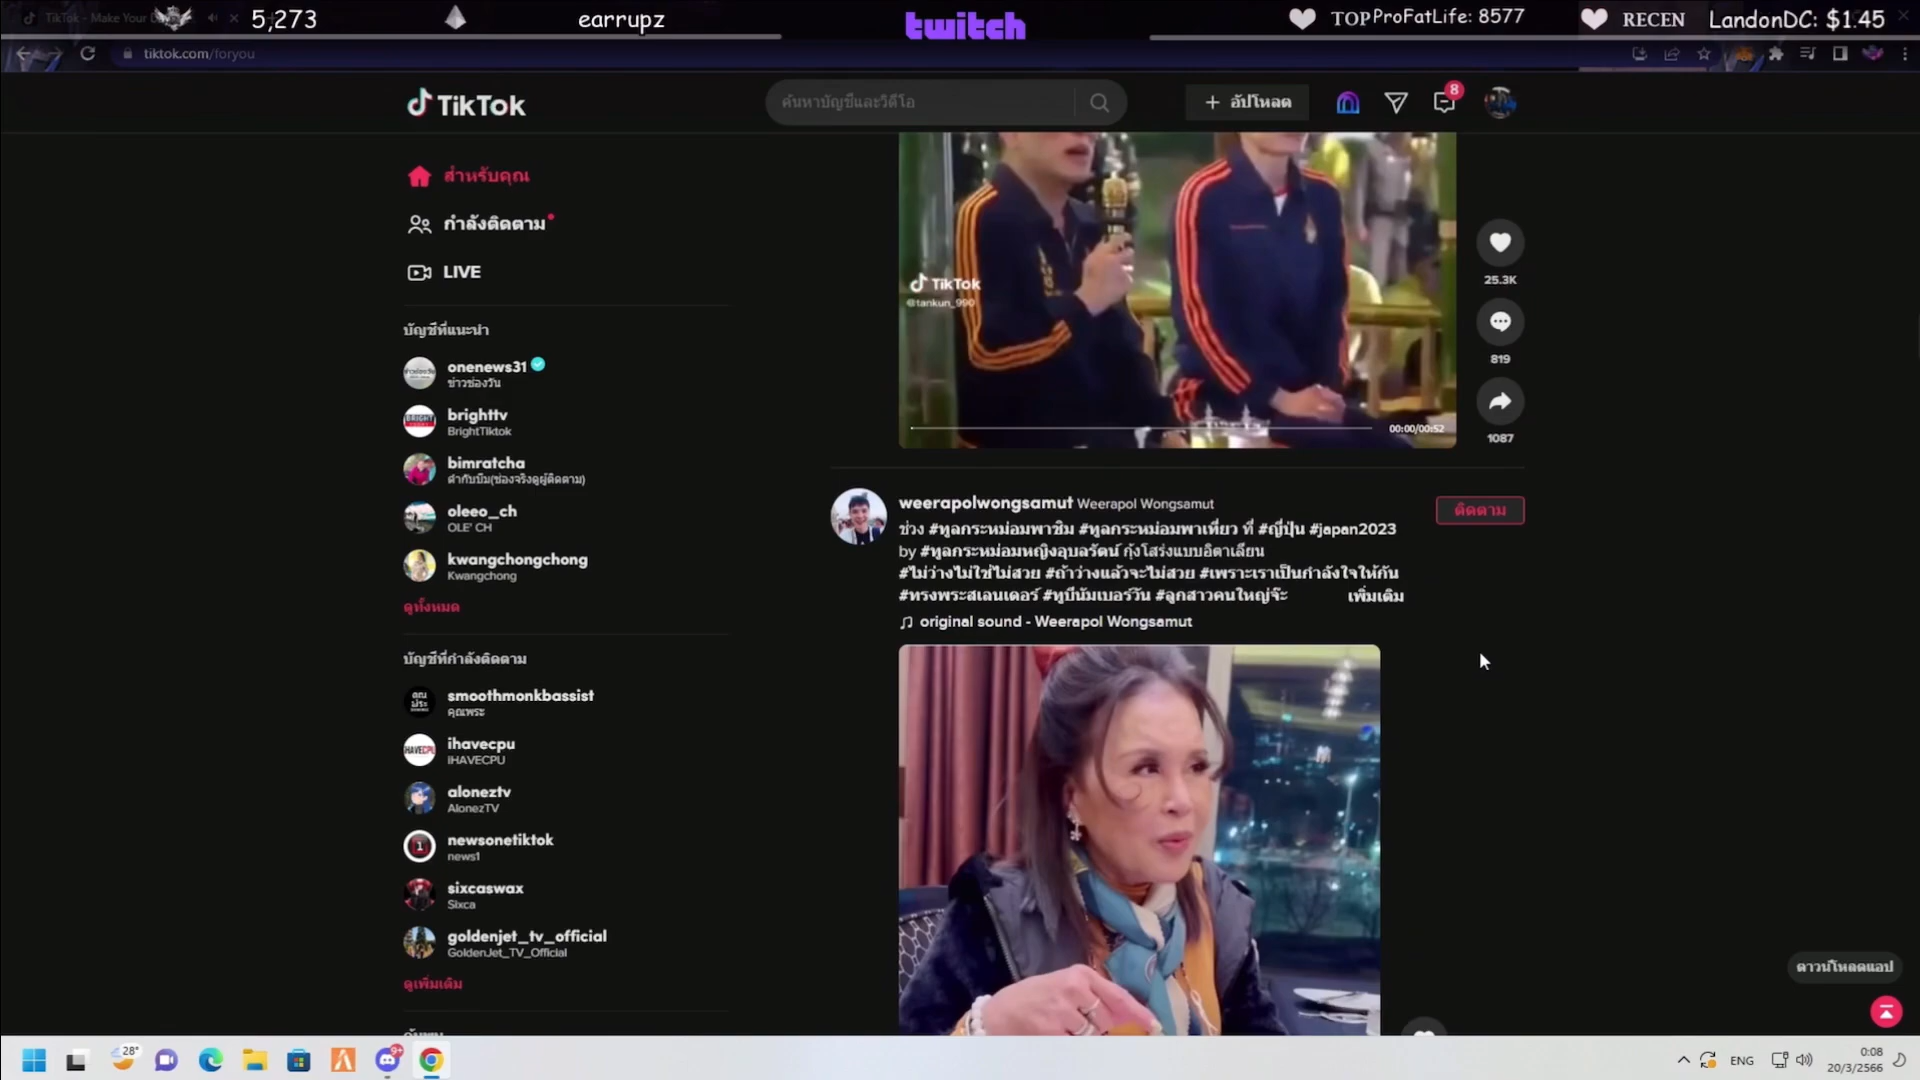 TikTok - Make Your D
5,273
earrupz
twitch
TOP ProFatLife: 8577
RECEN LandonDC: $1.45
tiktok.com/foryou
TikTok
ค้นหาบัญชีและวิดีโอ
+ อัปโหลด
8
สำหรับคุณ
กำลังติดตาม
LIVE
บัญชีที่แนะนำ
onenews31
ข่าวช่องวัน
brighttv
BrightTiktok
bimratcha
คำกับบีม(ช่องจริงดูผู้ติดตาม)
oleeo_ch
OLE' CH
kwangchongchong
Kwangchong
ดูทั้งหมด
บัญชีที่กำลังติดตาม
smoothmonkbassist
คุณพระ
ihavecpu
iHAVECPU
aloneztv
AlonezTV
newsonetiktok
news1
sixcaswax
Sixca
goldenjet_tv_official
GoldenJet_TV_Official
ดูเพิ่มเติม
ค้นพบ
TikTok
@tankun_990
00:00/00:52
25.3K
819
1087
weerapolwongsamut Weerapol Wongsamut
ติดตาม
ช่วง #ทูลกระหม่อมพาชิม #ทูลกระหม่อมพาเที่ยว ที่ #ญี่ปุ่น #japan2023
by #ทูลกระหม่อมหญิงอุบลรัตน์ กุ้งโสร่งแบบอิตาเลียน
#ไม่ว่างไม่ใช่ไม่สวย #ถ้าว่างแล้วจะไม่สวย #เพราะเราเป็นกำลังใจให้กัน
#ทรงพระสเลนเดอร์ #ทูบีนัมเบอร์วัน #ลูกสาวคนใหญ่จ๊ะ เพิ่มเติม
original sound - Weerapol Wongsamut
ดาวน์โหลดแอป
28°
9+
ENG
0:08
20/3/2566